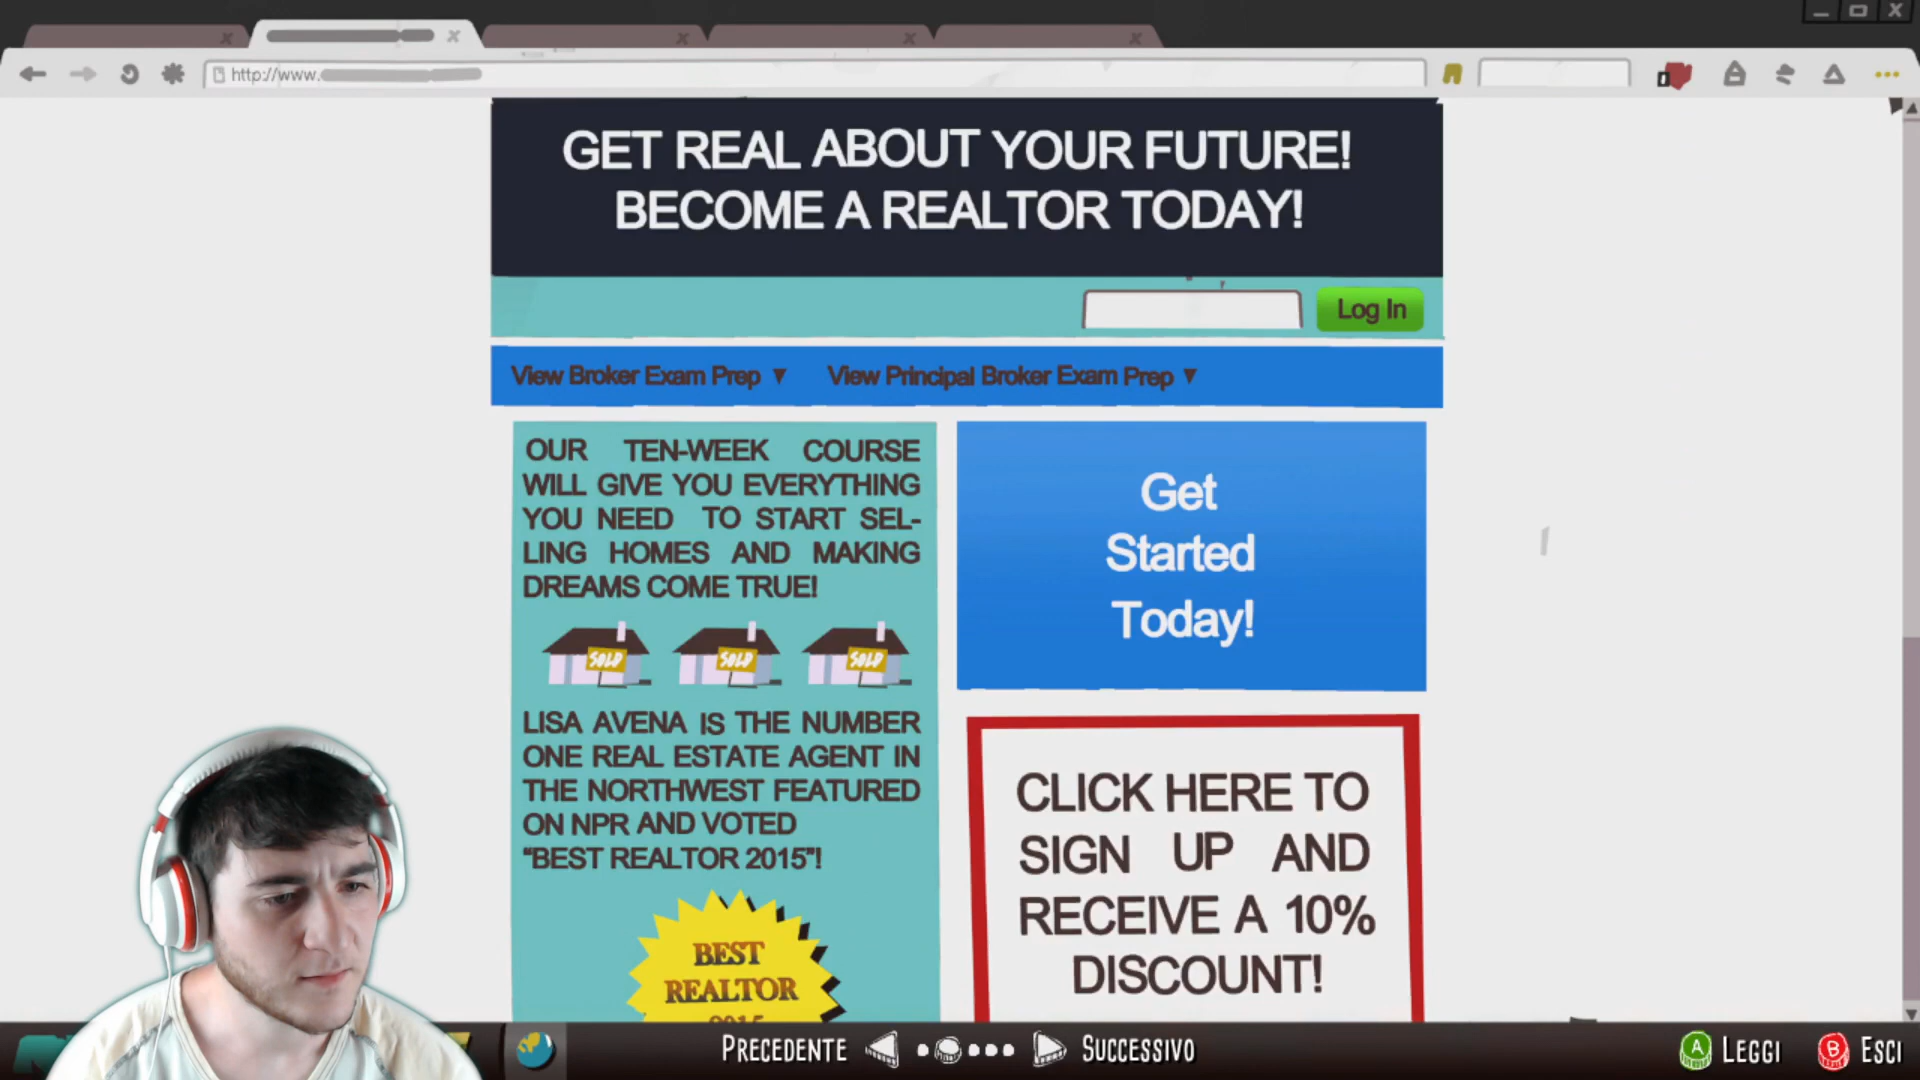 http://www.
GET REAL ABOUT YOUR FUTURE!
BECOME A REALTOR TODAY!
Log In
View Broker Exam Prep ▼ View Principal Broker Exam Prep ▼
OUR TEN-WEEK COURSE
WILL GIVE YOU EVERYTHING
YOU NEED TO START SEL-
LING HOMES AND MAKING
DREAMS COME TRUE!
SOLD SOLD SOLD
LISA AVENA IS THE NUMBER
ONE REAL ESTATE AGENT IN
THE NORTHWEST FEATURED
ON NPR AND VOTED
“BEST REALTOR 2015”!
BEST
REALTOR
2015
Get
Started
Today!
CLICK HERE TO
SIGN UP AND
RECEIVE A 10%
DISCOUNT!
PRECEDENTE SUCCESSIVO
A LEGGI B ESCI